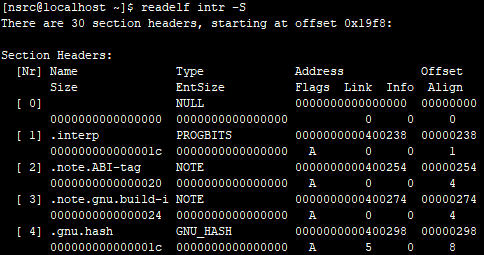 [nsrc@localhost ~]$ readelf intr -S
There are 30 section headers, starting at offset 0x19f8:
Section Headers:
[Nr] Name Type Address Offset
Size EntSize Flags Link Info Align
[ 0] NULL 0000000000000000 00000000
0000000000000000 0000000000000000 0 0 0
[ 1] .interp PROGBITS 0000000000400238 00000238
000000000000001c 0000000000000000 A 0 0 1
[ 2] .note.ABI-tag NOTE 0000000000400254 00000254
0000000000000020 0000000000000000 A 0 0 4
[ 3] .note.gnu.build-i NOTE 0000000000400274 00000274
0000000000000024 0000000000000000 A 0 0 4
[ 4] .gnu.hash GNU_HASH 0000000000400298 00000298
000000000000001c 0000000000000000 A 5 0 8